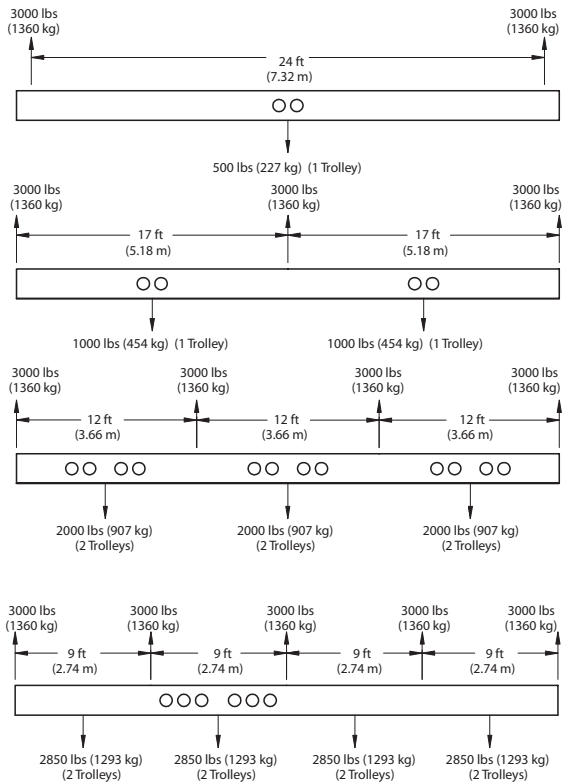 3000 lbs
(1360 kg)
3000 lbs
(1360 kg)
24 ft
(7.32 m)
500 lbs (227 kg) (1 Trolley)
3000 lbs
(1360 kg)
3000 lbs
(1360 kg)
3000 lbs
(1360 kg)
17 ft
(5.18 m)
17 ft
(5.18 m)
1000 lbs (454 kg) (1 Trolley)
1000 lbs (454 kg) (1 Trolley)
3000 lbs
(1360 kg)
3000 lbs
(1360 kg)
3000 lbs
(1360 kg)
3000 lbs
(1360 kg)
12 ft
(3.66 m)
12 ft
(3.66 m)
12 ft
(3.66 m)
2000 lbs (907 kg)
(2 Trolleys)
2000 lbs (907 kg)
(2 Trolleys)
2000 lbs (907 kg)
(2 Trolleys)
3000 lbs
(1360 kg)
3000 lbs
(1360 kg)
3000 lbs
(1360 kg)
3000 lbs
(1360 kg)
3000 lbs
(1360 kg)
9 ft
(2.74 m)
9 ft
(2.74 m)
9 ft
(2.74 m)
9 ft
(2.74 m)
2850 lbs (1293 kg)
(2 Trolleys)
2850 lbs (1293 kg)
(2 Trolleys)
2850 lbs (1293 kg)
(2 Trolleys)
2850 lbs (1293 kg)
(2 Trolleys)